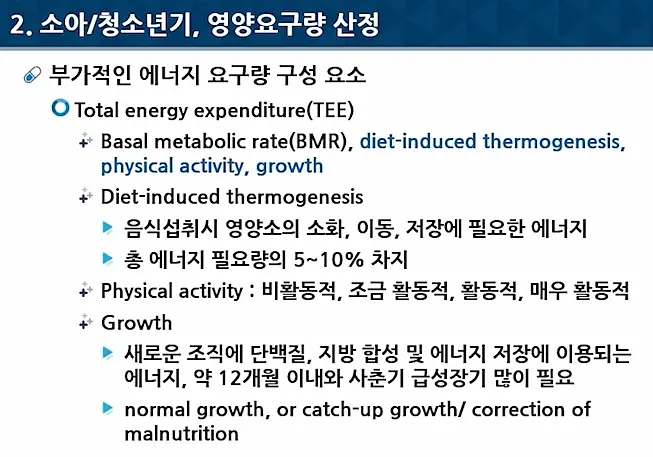 2. 소아/청소년기, 영양요구량 산정
부가적인 에너지 요구량 구성 요소
Total energy expenditure(TEE)
Basal metabolic rate(BMR), diet-induced thermogenesis,
physical activity, growth
Diet-induced thermogenesis
음식섭취시 영양소의 소화, 이동, 저장에 필요한 에너지
총 에너지 필요량의 5~10% 차지
Physical activity : 비활동적, 조금 활동적, 활동적, 매우 활동적
Growth
새로운 조직에 단백질, 지방 합성 및 에너지 저장에 이용되는
에너지, 약 12개월 이내와 사춘기 급성장기 많이 필요
normal growth, or catch-up growth/ correction of
malnutrition